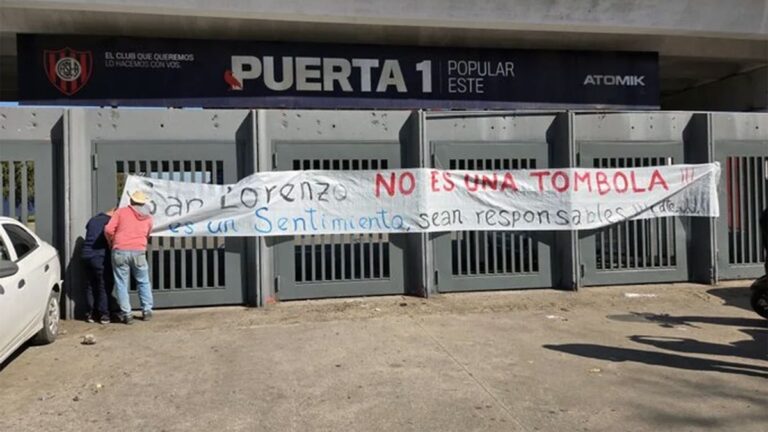 EL CLUB QUE QUEREMOS
LO HACEMOS CON VOS.
PUERTA 1
POPULAR
ESTE
ATOMIK
San Lorenzo NO ES UNA TOMBOLA !!!
es un Sentimiento, sean responsables !!!